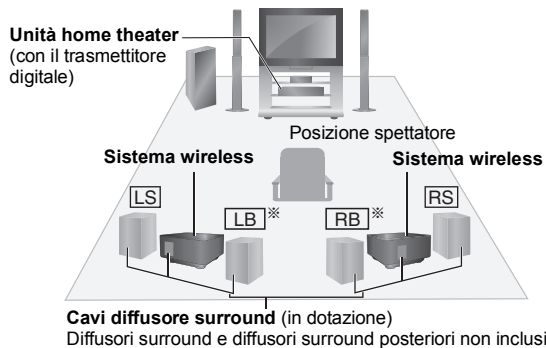 Unità home theater
(con il trasmettitore
digitale)
Posizione spettatore
Sistema wireless
Sistema wireless
LS
LB※
RB※
RS
Cavi diffusore surround (in dotazione)
Diffusori surround e diffusori surround posteriori non inclusi